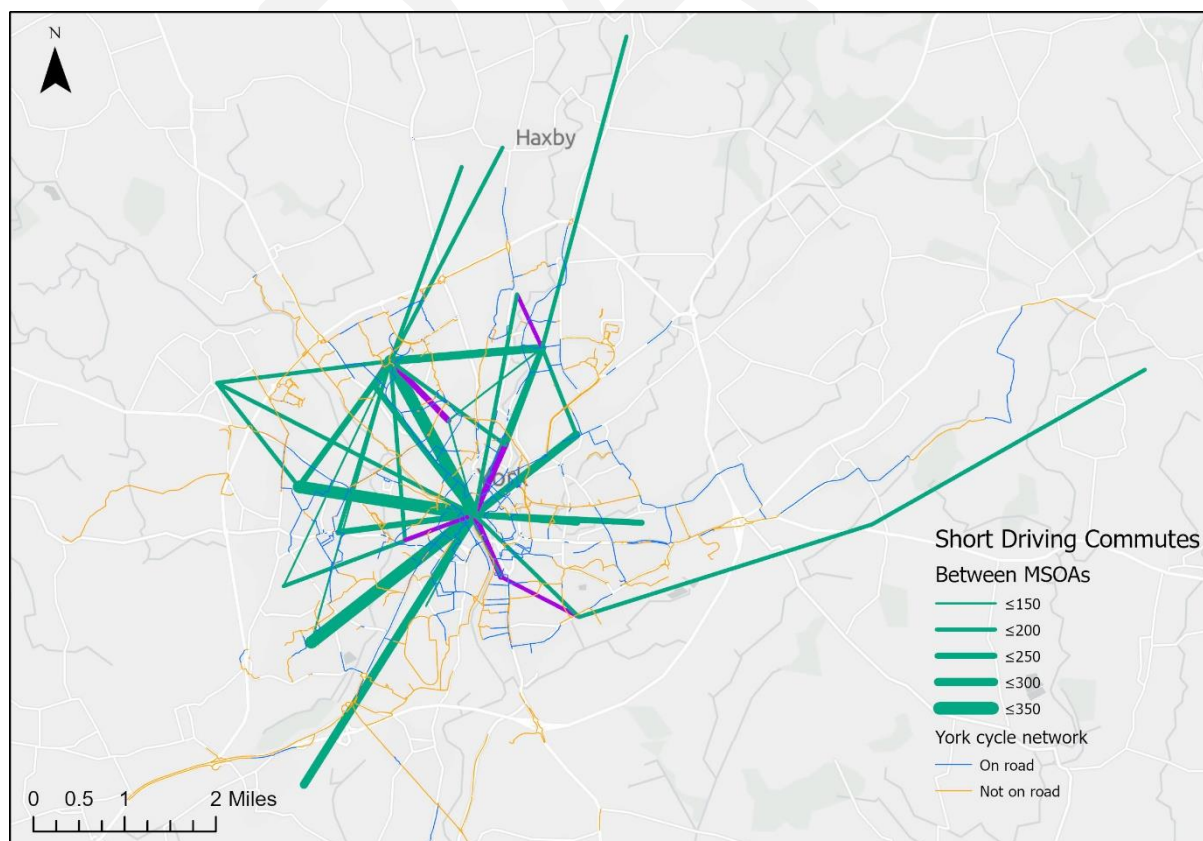 N
Haxby
York
Short Driving Commutes
Between MSOAs
≤150
≤200
≤250
≤300
≤350
York cycle network
On road
Not on road
0 0.5 1 2 Miles